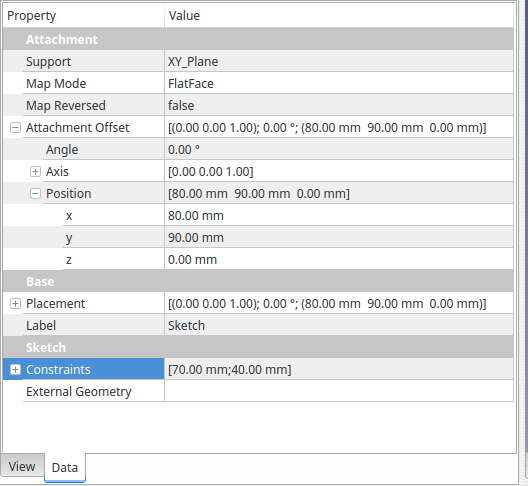 Property Value
Attachment
Support XY_Plane
Map Mode FlatFace
Map Reversed false
Attachment Offset [(0.00 0.00 1.00); 0.00 °; (80.00 mm 90.00 mm 0.00 mm)]
Angle 0.00 °
Axis [0.00 0.00 1.00]
Position [80.00 mm 90.00 mm 0.00 mm]
x 80.00 mm
y 90.00 mm
z 0.00 mm
Base
Placement [(0.00 0.00 1.00); 0.00 °; (80.00 mm 90.00 mm 0.00 mm)]
Label Sketch
Sketch
Constraints [70.00 mm;40.00 mm]
External Geometry
View Data